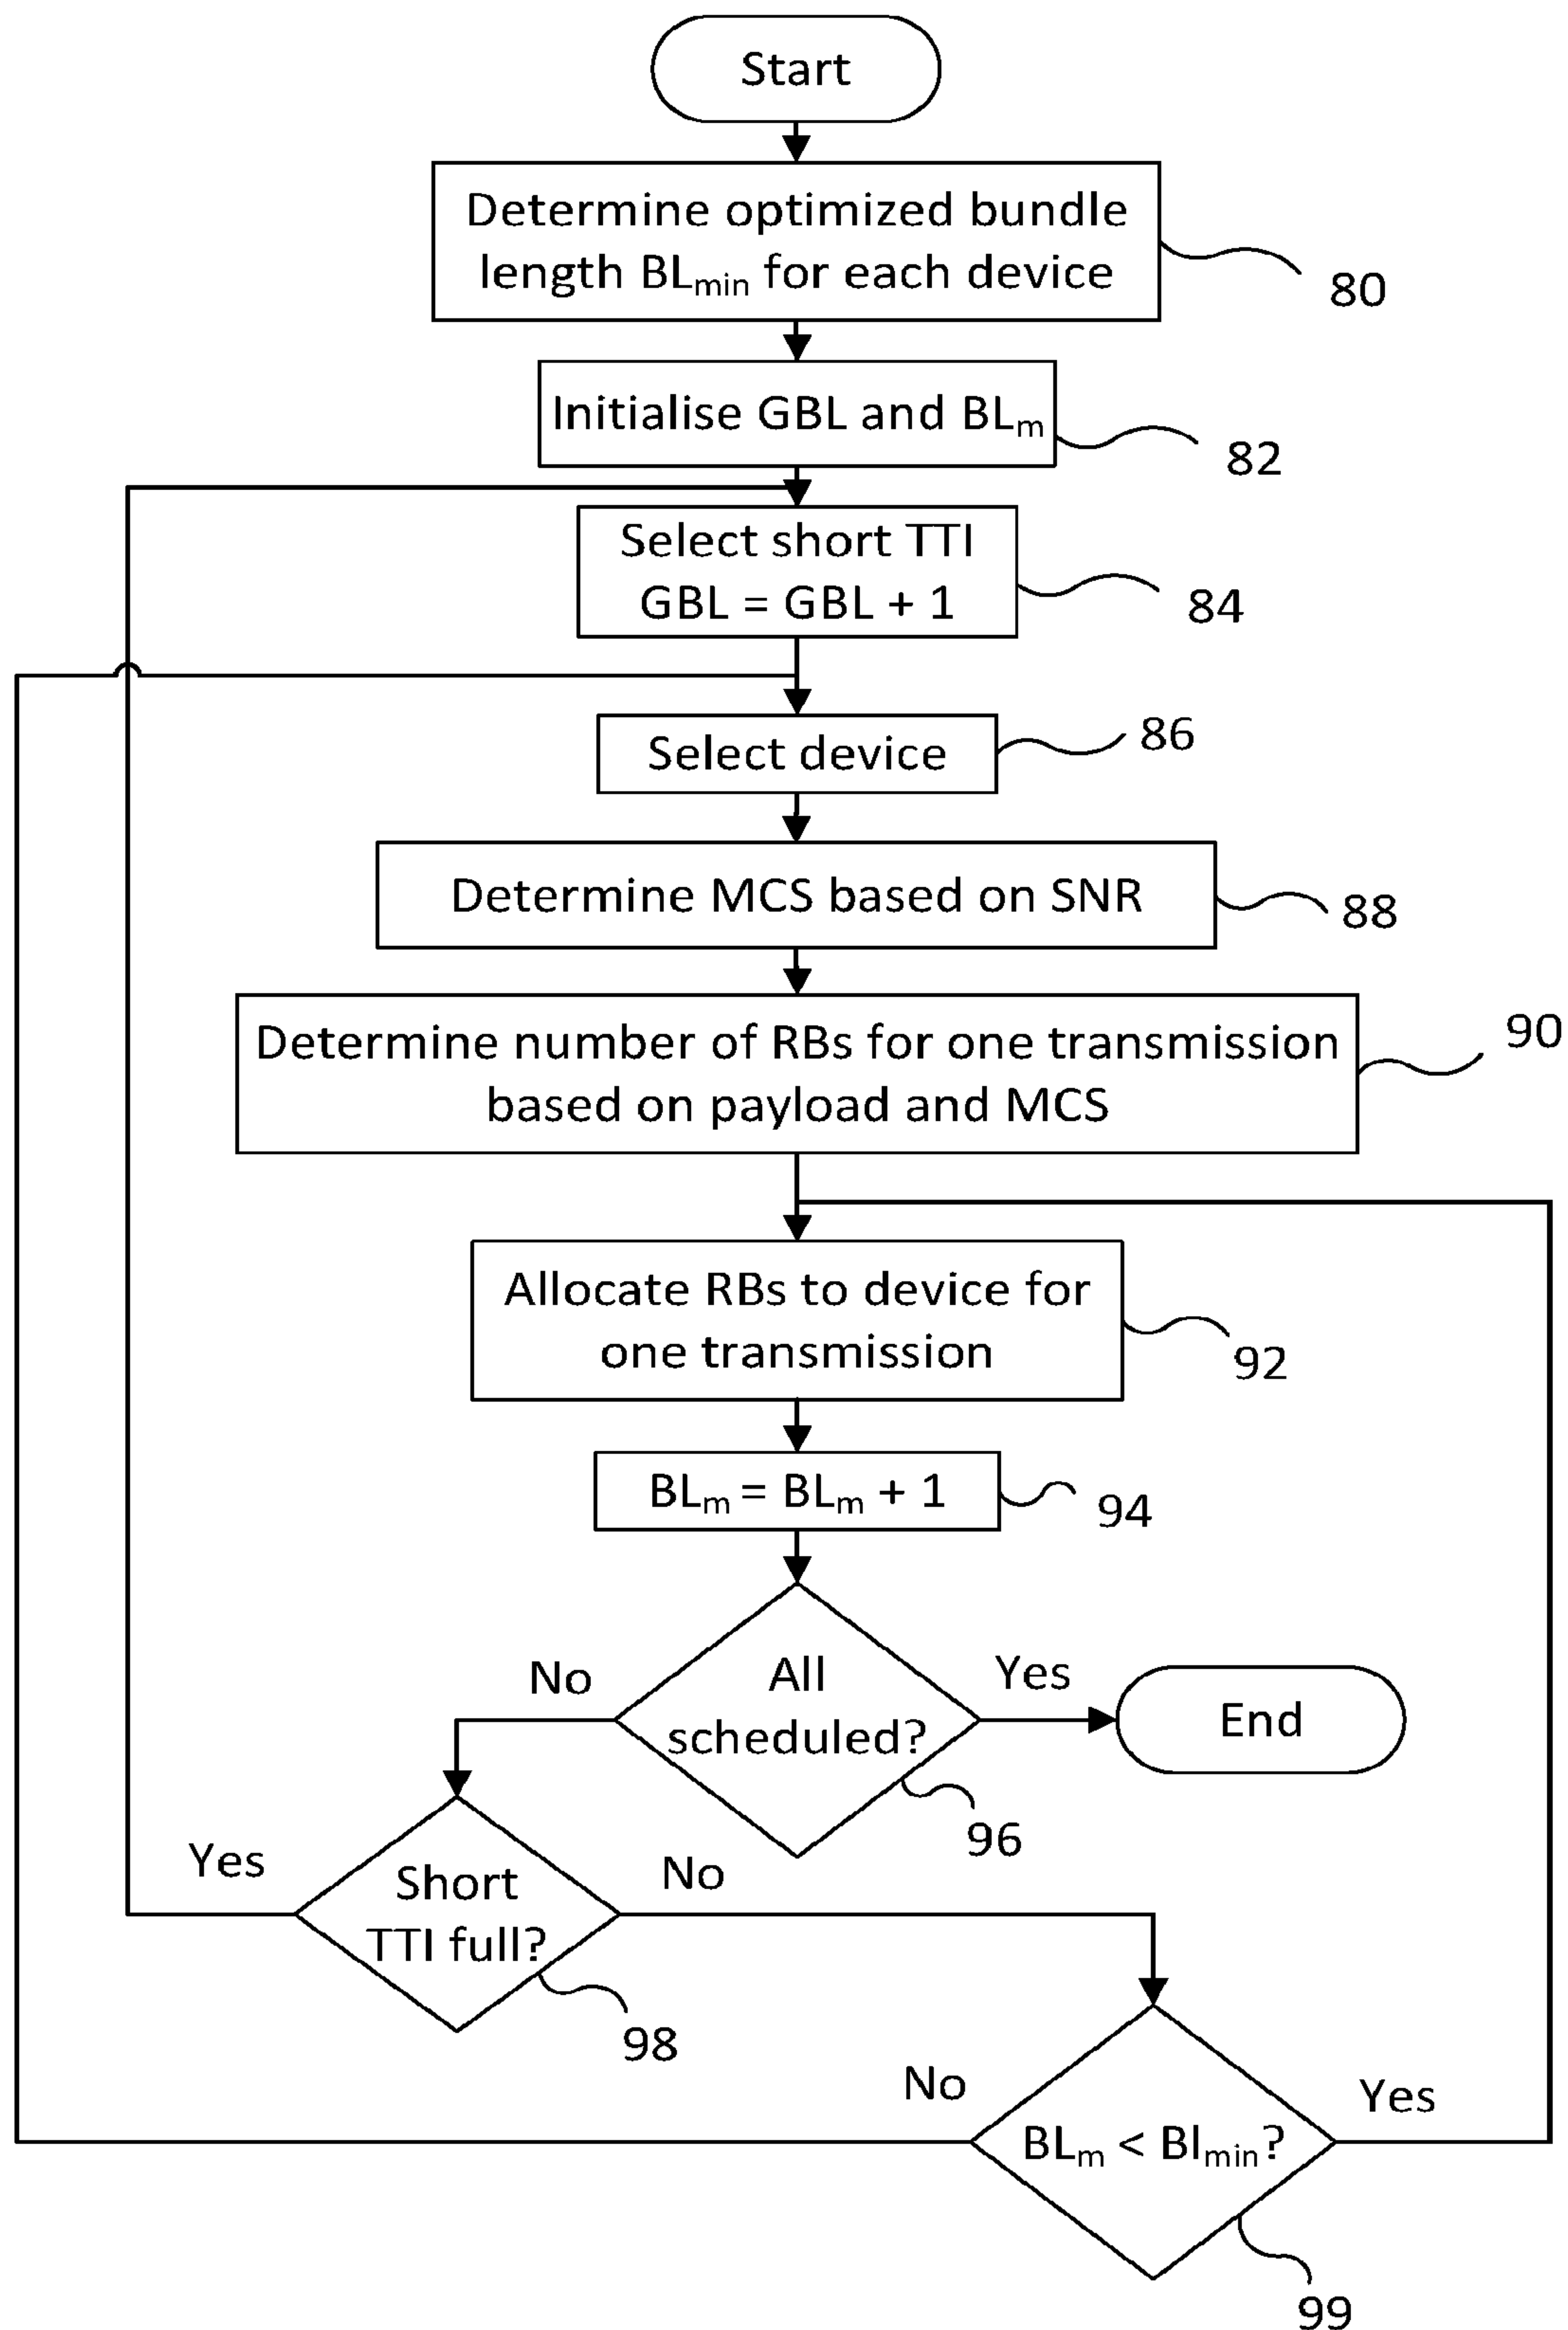 Start
Determine optimized bundle
length BLmin for each device
80
Initialise GBL and BLm
82
Select short TTI
GBL = GBL + 1
84
Select device
86
Determine MCS based on SNR
88
Determine number of RBs for one transmission
based on payload and MCS
90
Allocate RBs to device for
one transmission
92
BLm = BLm + 1
94
All
scheduled?
No
Yes
End
96
Short
TTI full?
Yes
No
98
BLm < Blmin?
No
Yes
99